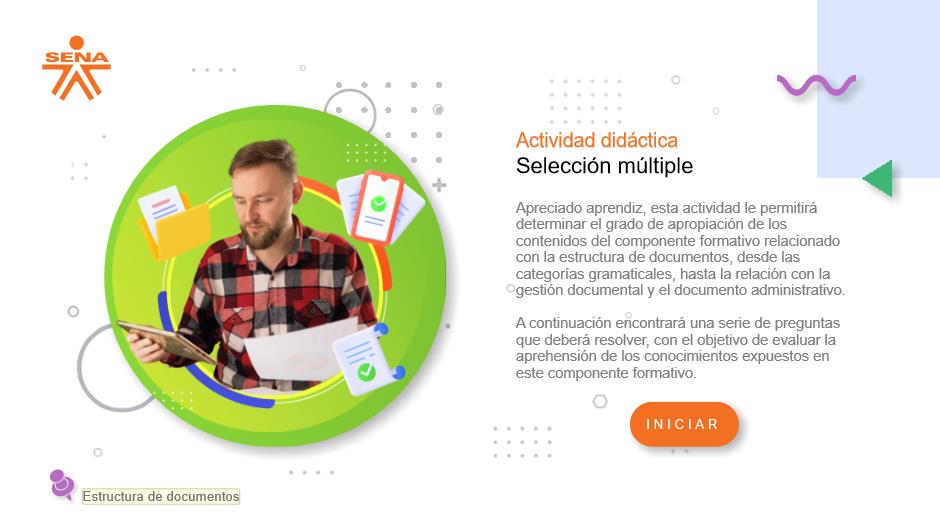 SENA
Actividad didáctica
Selección múltiple
Apreciado aprendiz, esta actividad le permitirá
determinar el grado de apropiación de los
contenidos del componente formativo relacionado
con la estructura de documentos, desde las
categorías gramaticales, hasta la relación con la
gestión documental y el documento administrativo.
A continuación encontrará una serie de preguntas
que deberá resolver, con el objetivo de evaluar la
aprehensión de los conocimientos expuestos en
este componente formativo.
INICIAR
Estructura de documentos